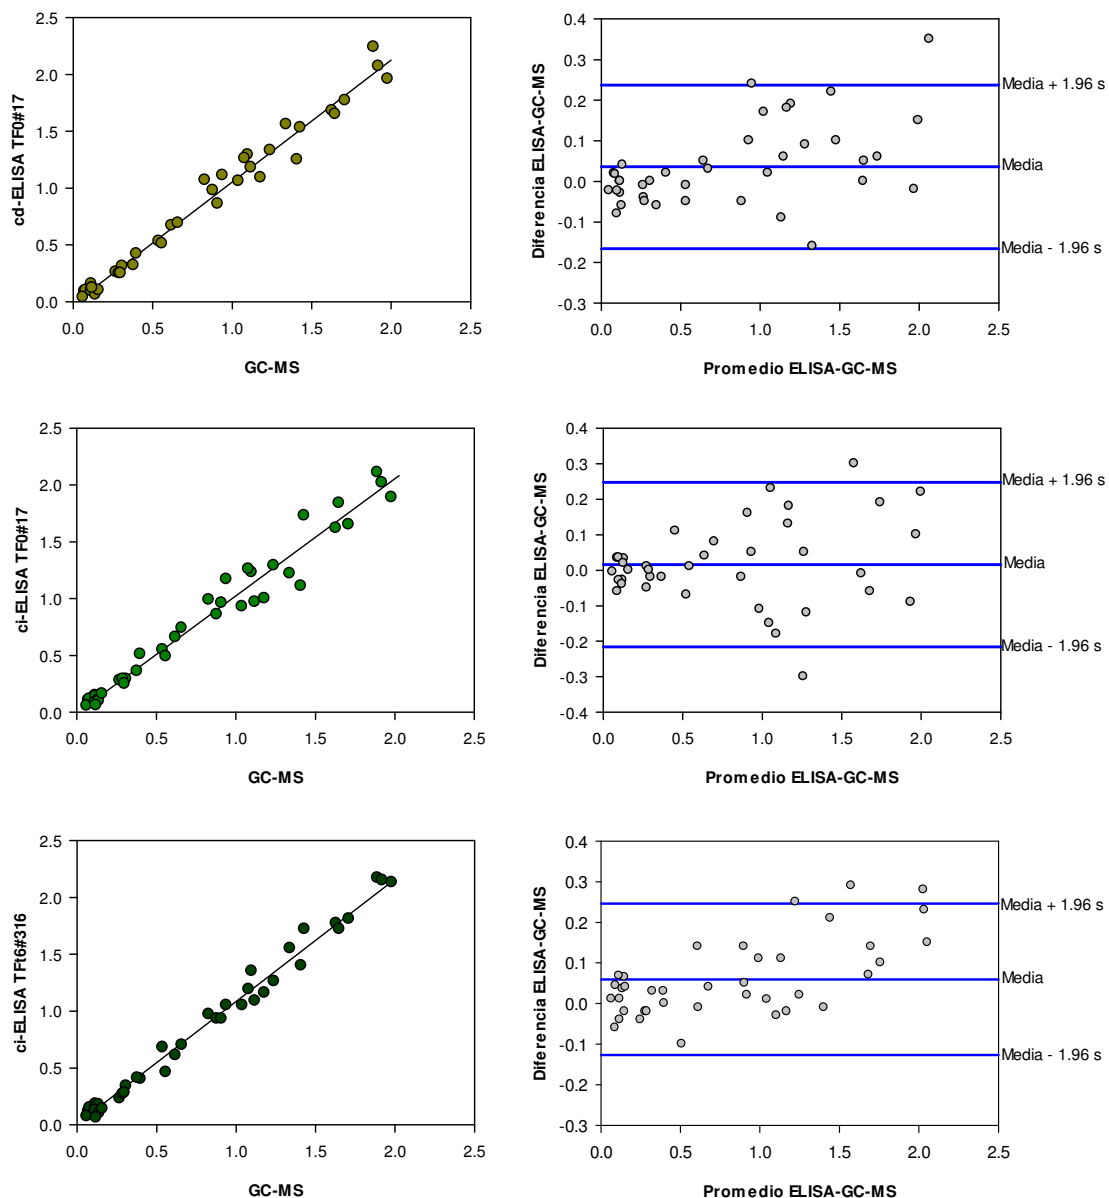 cd-ELISA TF0#17
2.5
2.0
1.5
1.0
0.5
0.0
0.0 0.5 1.0 1.5 2.0 2.5
GC-MS
Diferencia ELISA-GC-MS
0.4
0.3
0.2
0.1
0.0
-0.1
-0.2
-0.3
Media + 1.96 s
Media
Media - 1.96 s
0.0 0.5 1.0 1.5 2.0 2.5
Promedio ELISA-GC-MS
ci-ELISA TF0#17
2.5
2.0
1.5
1.0
0.5
0.0
0.0 0.5 1.0 1.5 2.0 2.5
GC-MS
Diferencia ELISA-GC-MS
0.4
0.3
0.2
0.1
0.0
-0.1
-0.2
-0.3
-0.4
Media + 1.96 s
Media
Media - 1.96 s
0.0 0.5 1.0 1.5 2.0 2.5
Promedio ELISA-GC-MS
ci-ELISA TFt6#316
2.5
2.0
1.5
1.0
0.5
0.0
0.0 0.5 1.0 1.5 2.0 2.5
GC-MS
Diferencia ELISA-GC-MS
0.4
0.3
0.2
0.1
0.0
-0.1
-0.2
-0.3
Media + 1.96 s
Media
Media - 1.96 s
0.0 0.5 1.0 1.5 2.0 2.5
Promedio ELISA-GC-MS